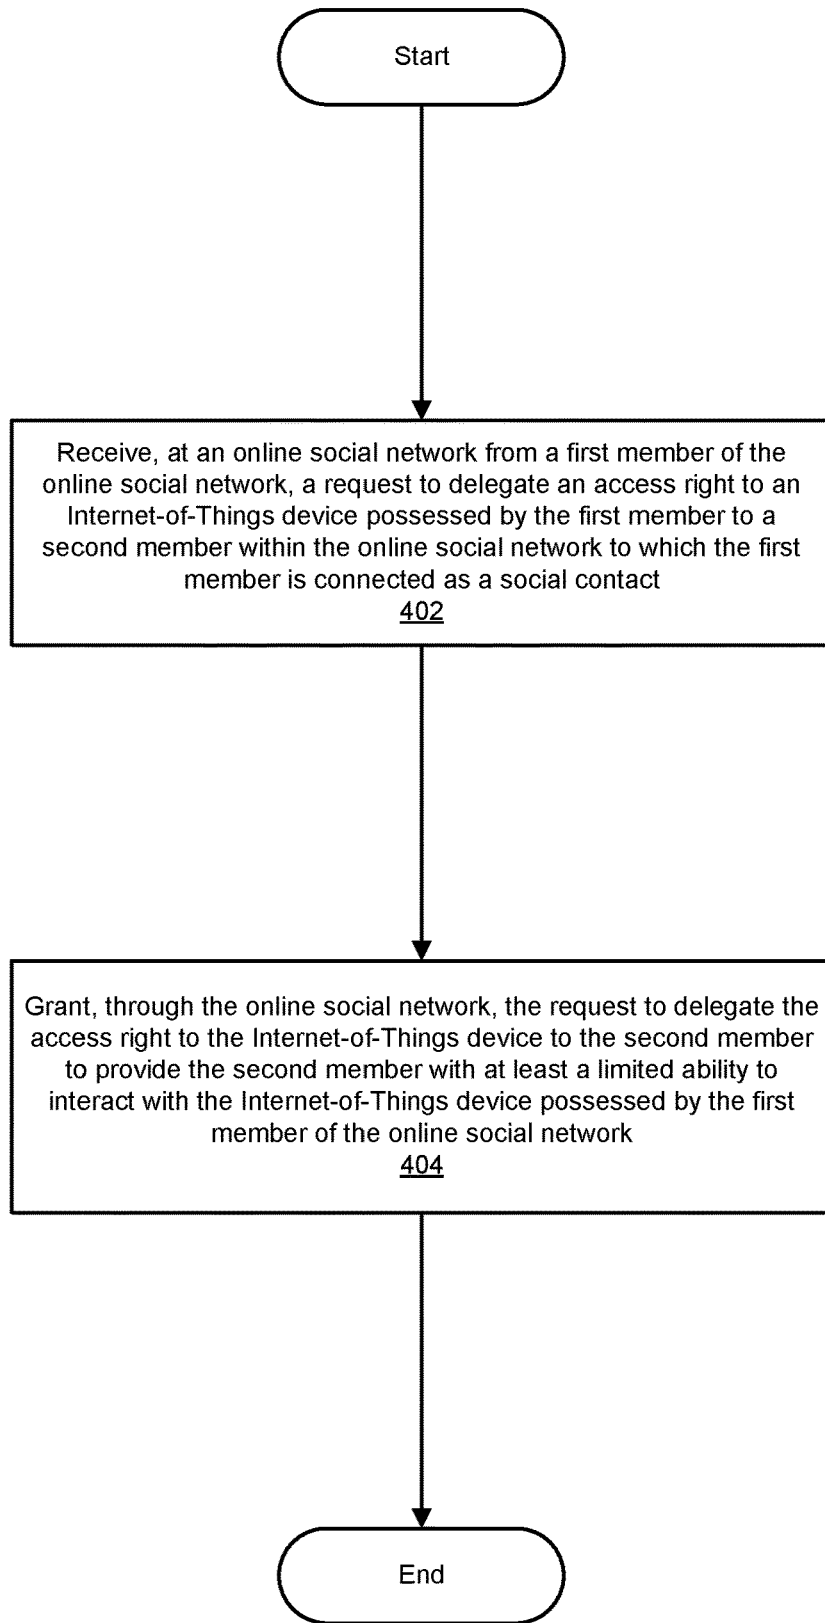 Start
Receive, at an online social network from a first member of the
online social network, a request to delegate an access right to an
Internet-of-Things device possessed by the first member to a
second member within the online social network to which the first
member is connected as a social contact
402
Grant, through the online social network, the request to delegate the
access right to the Internet-of-Things device to the second member
to provide the second member with at least a limited ability to
interact with the Internet-of-Things device possessed by the first
member of the online social network
404
End